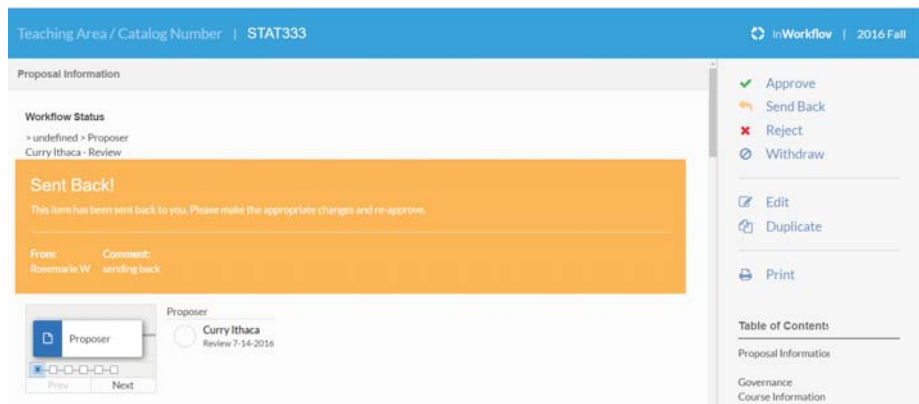 Teaching Area / Catalog Number | STAT333
InWorkflow | 2016 Fall
Proposal Information
Workflow Status
> undefined > Proposer
Curry Ithaca - Review
Sent Back!
This item has been sent back to you. Please make the appropriate changes and re-approve.
From: Comment:
Rosemarie W sending back
Proposer
Prev Next
Proposer
Curry Ithaca
Review 7-14-2016
Approve
Send Back
Reject
Withdraw
Edit
Duplicate
Print
Table of Contents
Proposal Information
Governance
Course Information